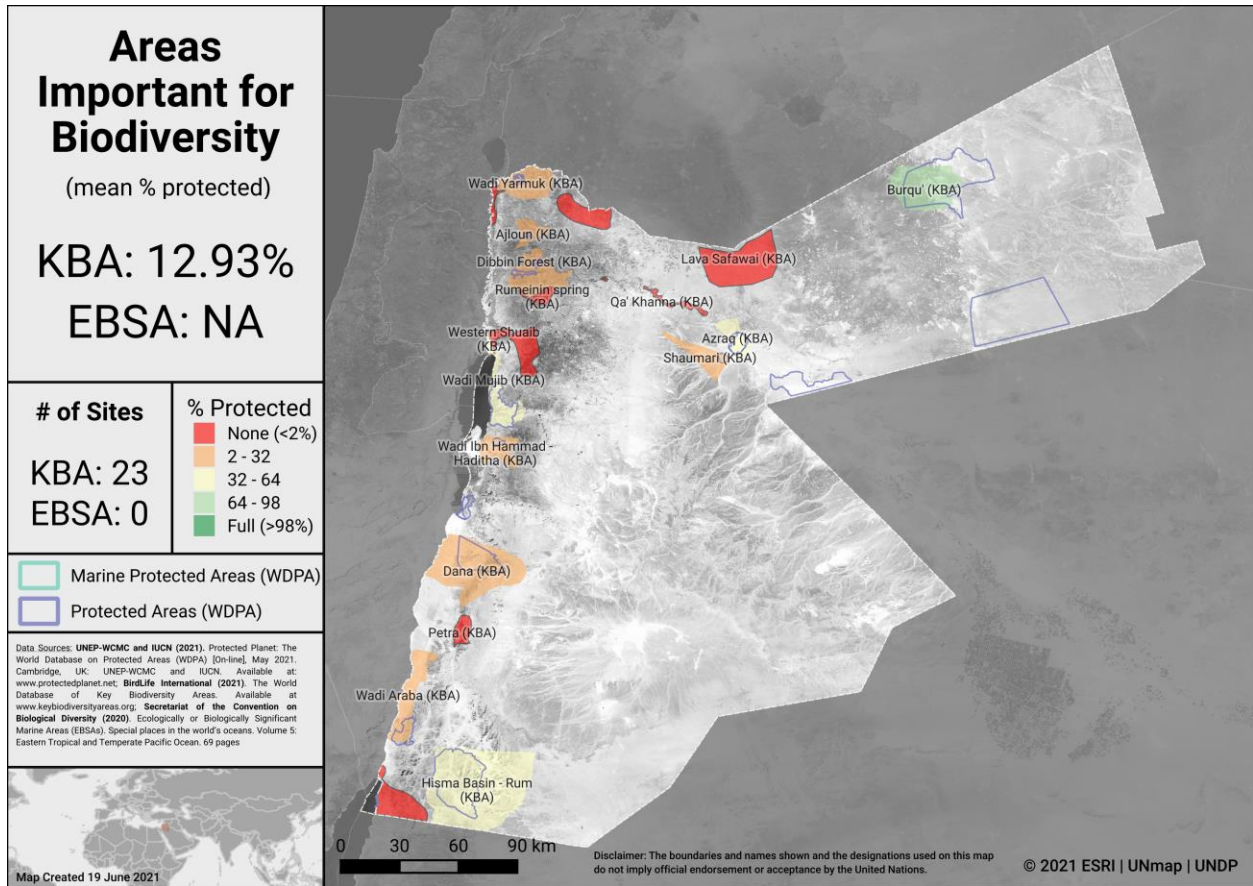 Areas
Important for
Biodiversity
(mean % protected)
KBA: 12.93%
EBSA: NA
# of Sites
KBA: 23
EBSA: 0
% Protected
None (<2%)
2 - 32
32 - 64
64 - 98
Full (>98%)
Marine Protected Areas (WDPA)
Protected Areas (WDPA)
Data Sources: UNEP-WCMC and IUCN (2021). Protected Planet: The
World Database on Protected Areas (WDPA) [On-line], May 2021.
Cambridge, UK: UNEP-WCMC and IUCN. Available at:
www.protectedplanet.net; BirdLife International (2021). The World
Database of Key Biodiversity Areas. Available at
www.keybiodiversityareas.org; Secretariat of the Convention on
Biological Diversity (2020). Ecologically or Biologically Significant
Marine Areas (EBSAs). Special places in the world's oceans. Volume 5:
Eastern Tropical and Temperate Pacific Ocean. 69 pages
Map Created 19 June 2021
Wadi Yarmuk (KBA)
Burqu' (KBA)
Ajloun (KBA)
Dibbin Forest (KBA)
Lava Safawai (KBA)
Rumeinin spring
(KBA)
Qa' Khanna (KBA)
Western Shuaib
(KBA)
Azraq (KBA)
Shaumari (KBA)
Wadi Mujib (KBA)
Wadi Ibn Hammad -
Haditha (KBA)
Dana (KBA)
Petra (KBA)
Wadi Araba (KBA)
Hisma Basin - Rum
(KBA)
0 30 60 90 km
Disclaimer: The boundaries and names shown and the designations used on this map
do not imply official endorsement or acceptance by the United Nations.
© 2021 ESRI | UNmap | UNDP